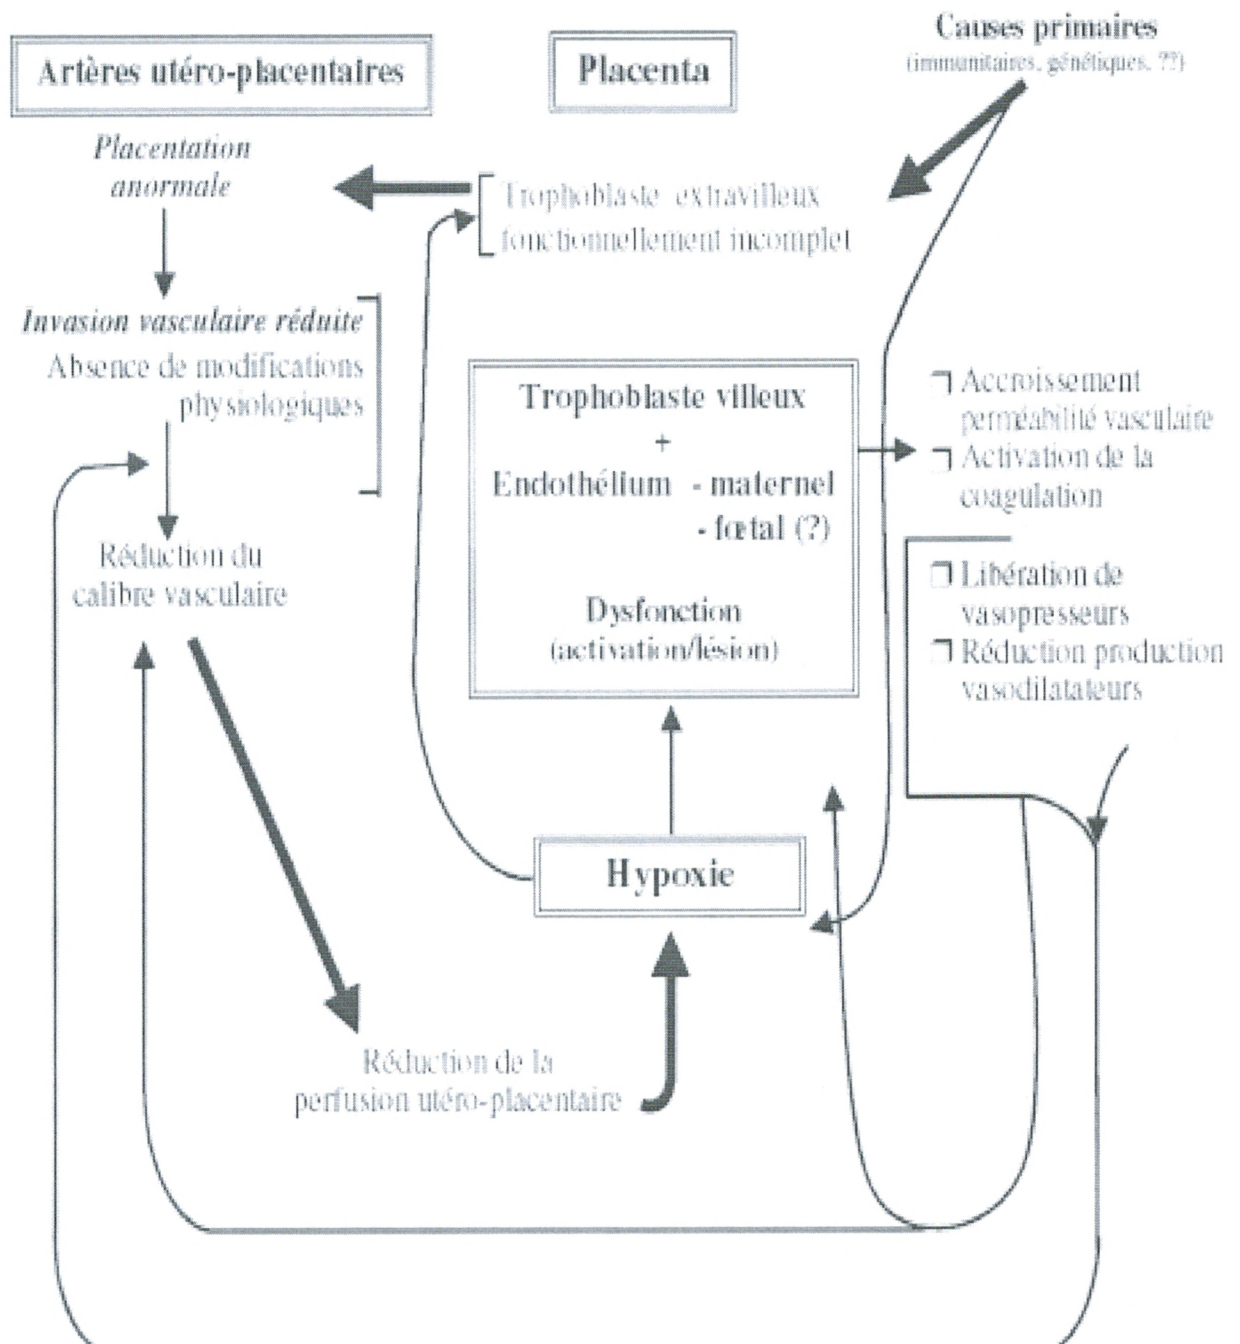 Causes primaires
(immunitaires, génétiques, ??)
Artères utéro-placentaires
Placenta
Placentation
anormale
Trophoblaste extravilleux
fonctionnellement incomplet
Invasion vasculaire réduite
Absence de modifications
physiologiques
Réduction du
calibre vasculaire
Trophoblaste villeux
+
Endothélium - maternel
- fœtal (?)
Dysfonction
(activation/lésion)
Accroissement
perméabilité vasculaire
Activation de la
coagulation
Libération de
vasopresseurs
Réduction production
vasodilatateurs
Hypoxie
Réduction de la
perfusion utéro-placentaire